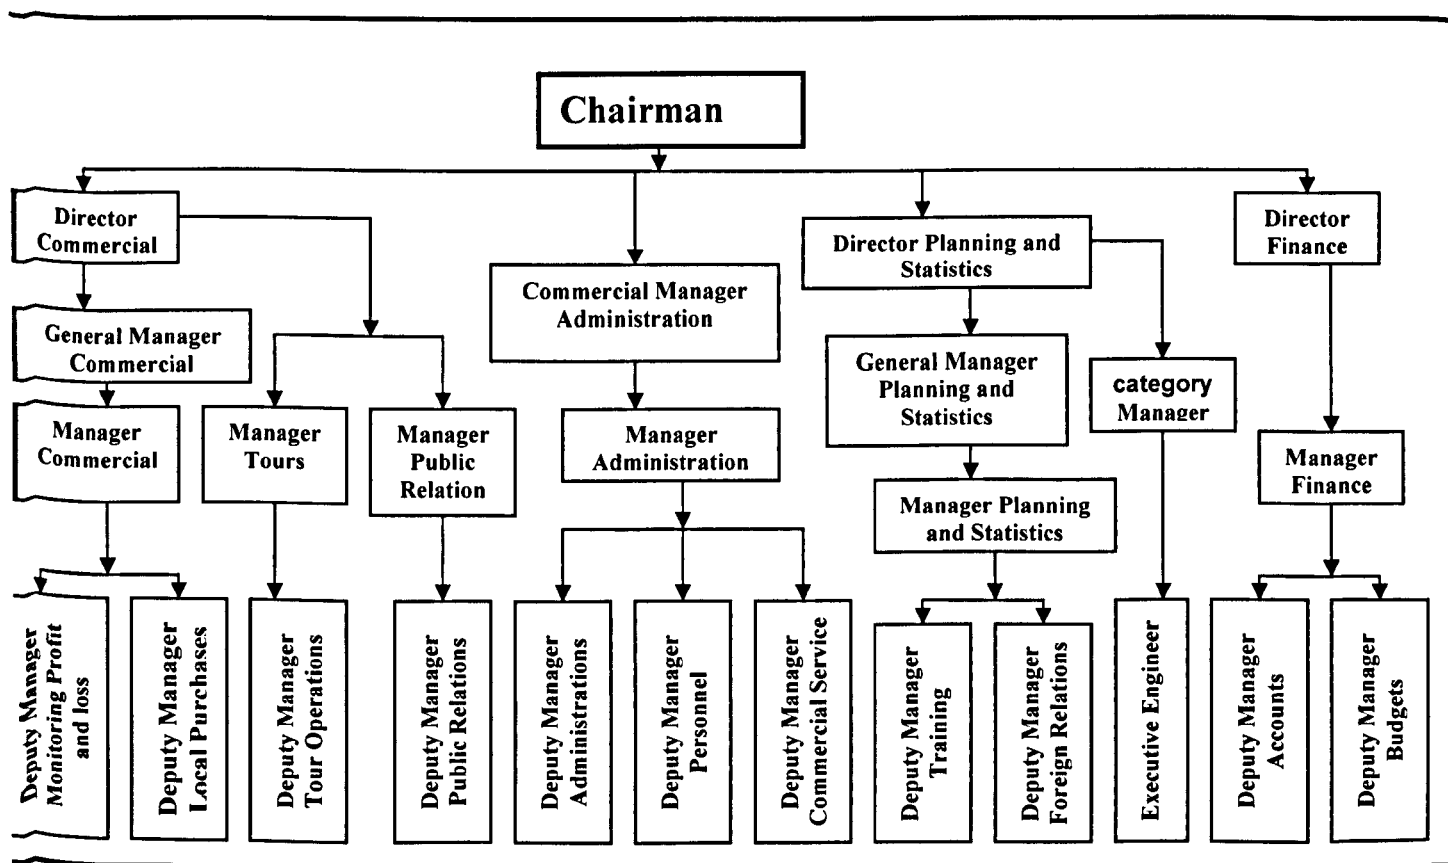 Chairman
Director
Commercial
Director Planning and
Statistics
Director
Finance
Commercial Manager
Administration
General Manager
Commercial
General Manager
Planning and
Statistics
category
Manager
Manager
Commercial
Manager
Tours
Manager
Public
Relation
Manager
Administration
Manager
Finance
Manager Planning
and Statistics
Deputy Manager
Monitoring Profit
and loss
Deputy Manager
Local Purchases
Deputy Manager
Tour Operations
Deputy Manager
Public Relations
Deputy Manager
Administrations
Deputy Manager
Personnel
Deputy Manager
Commercial Service
Deputy Manager
Training
Deputy Manager
Foreign Relations
Executive Engineer
Deputy Manager
Accounts
Deputy Manager
Budgets